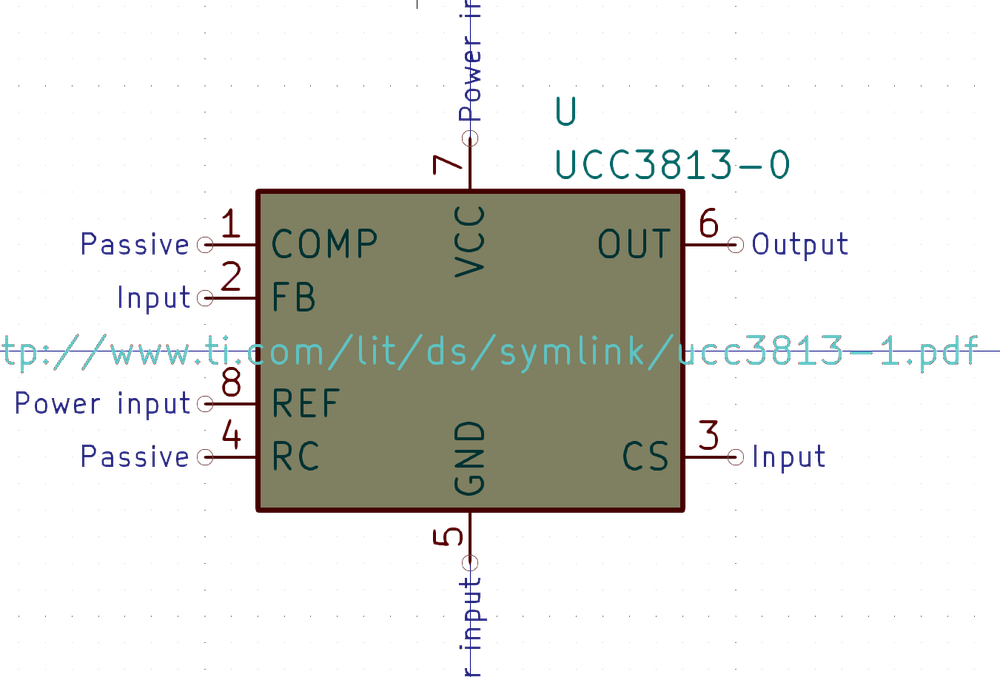 Power in
U
7
UCC3813-0
1
6
Passive
COMP
VCC
OUT
Output
2
Input
FB
tp://www.ti.com/lit/ds/symlink/ucc3813-1.pdf
8
Power input
REF
4
3
Passive
RC
GND
CS
Input
5
r input